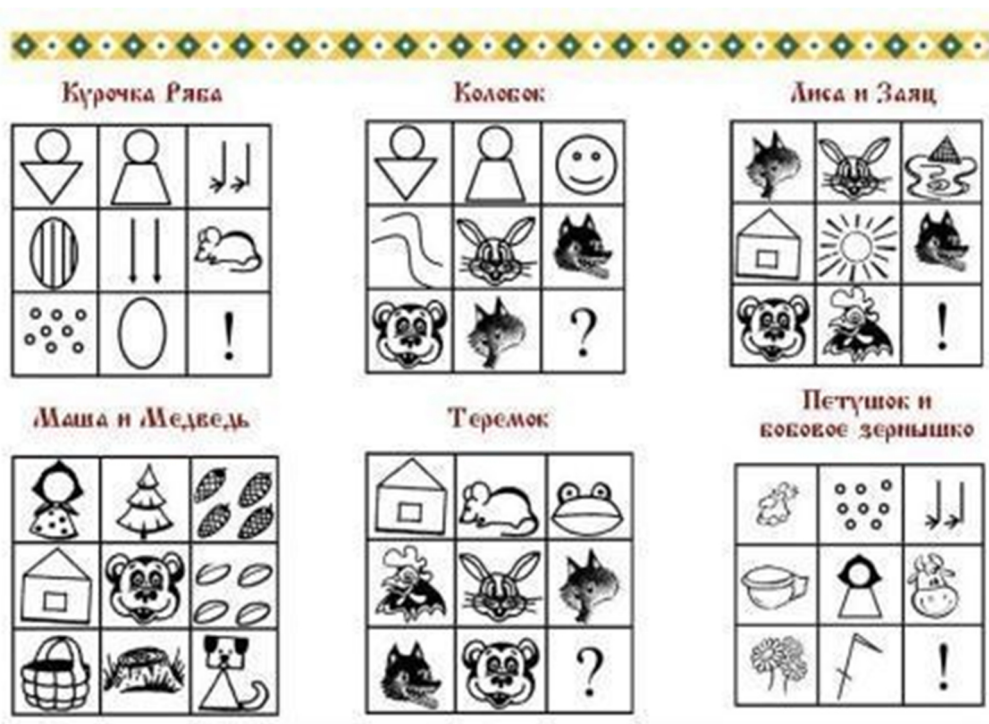 Курочка Ряба
Колобок
Лиса и Заяц
!
?
!
Маша и Медведь
Теремок
Петушок и
бобовое зернышко
?
!